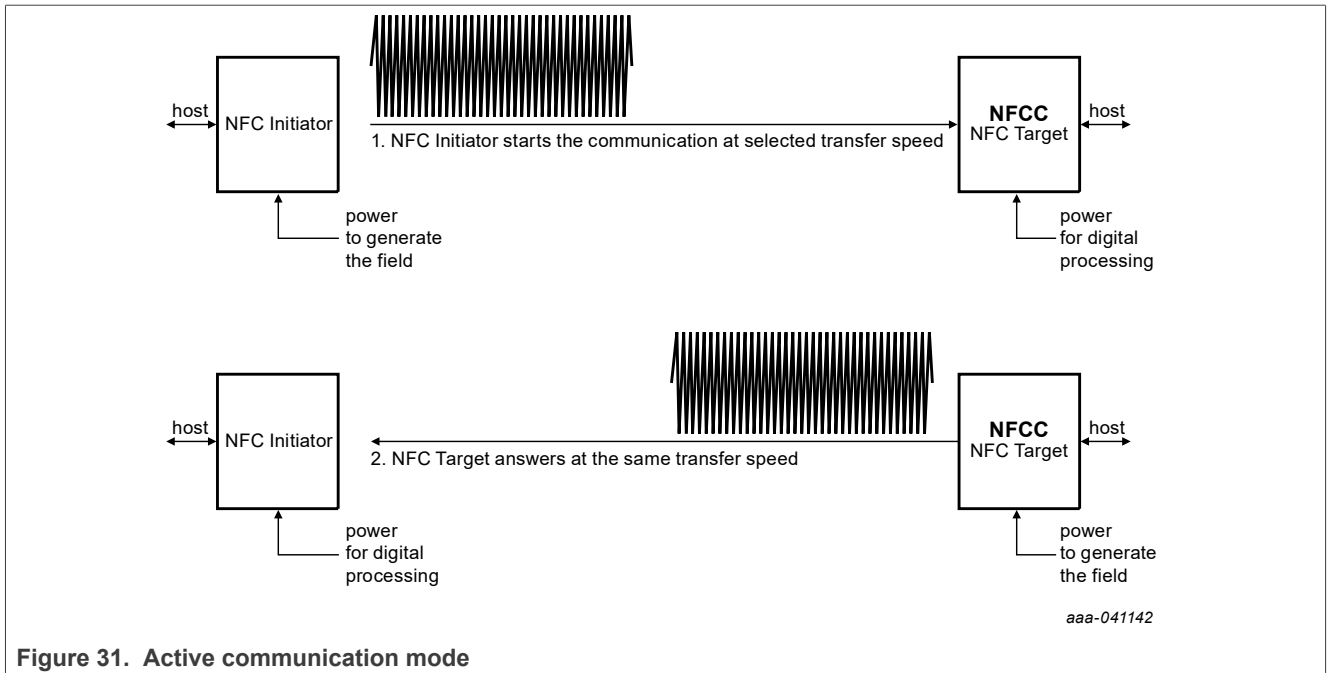 host
NFC Initiator
1. NFC Initiator starts the communication at selected transfer speed
NFCC
NFC Target
host
power
to generate
the field
power
for digital
processing
host
NFC Initiator
2. NFC Target answers at the same transfer speed
NFCC
NFC Target
host
power
for digital
processing
power
to generate
the field
aaa-041142
Figure 31. Active communication mode